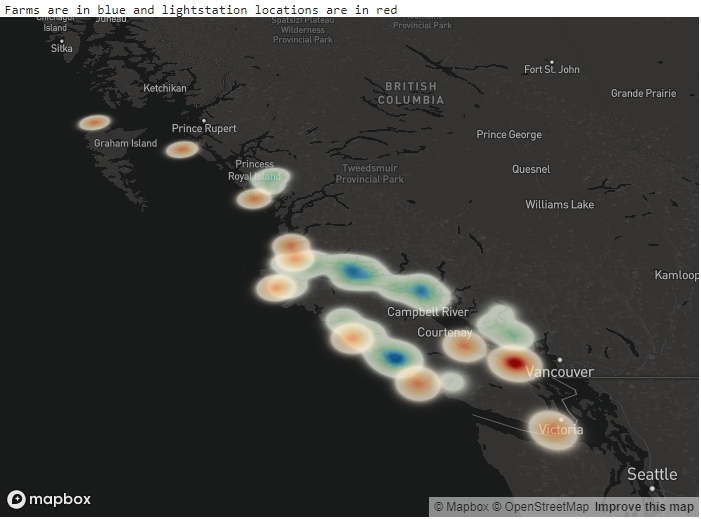 Farms are in blue and lightstation locations are in red
Chichagof
Island
Juneau
Sitka
Spatsizi Plateau
Wilderness
Provincial Park
Provincial Park
Fort St. John
Ketchikan
BRITISH
COLUMBIA
Grande Prairie
Prince Rupert
Graham Island
Prince George
Princess
Royal Island
Tweedsmuir
Provincial Park
Quesnel
Williams Lake
Kamloop
Campbell River
Courtenay
Vancouver
Victoria
Seattle
mapbox
© Mapbox © OpenStreetMap Improve this map